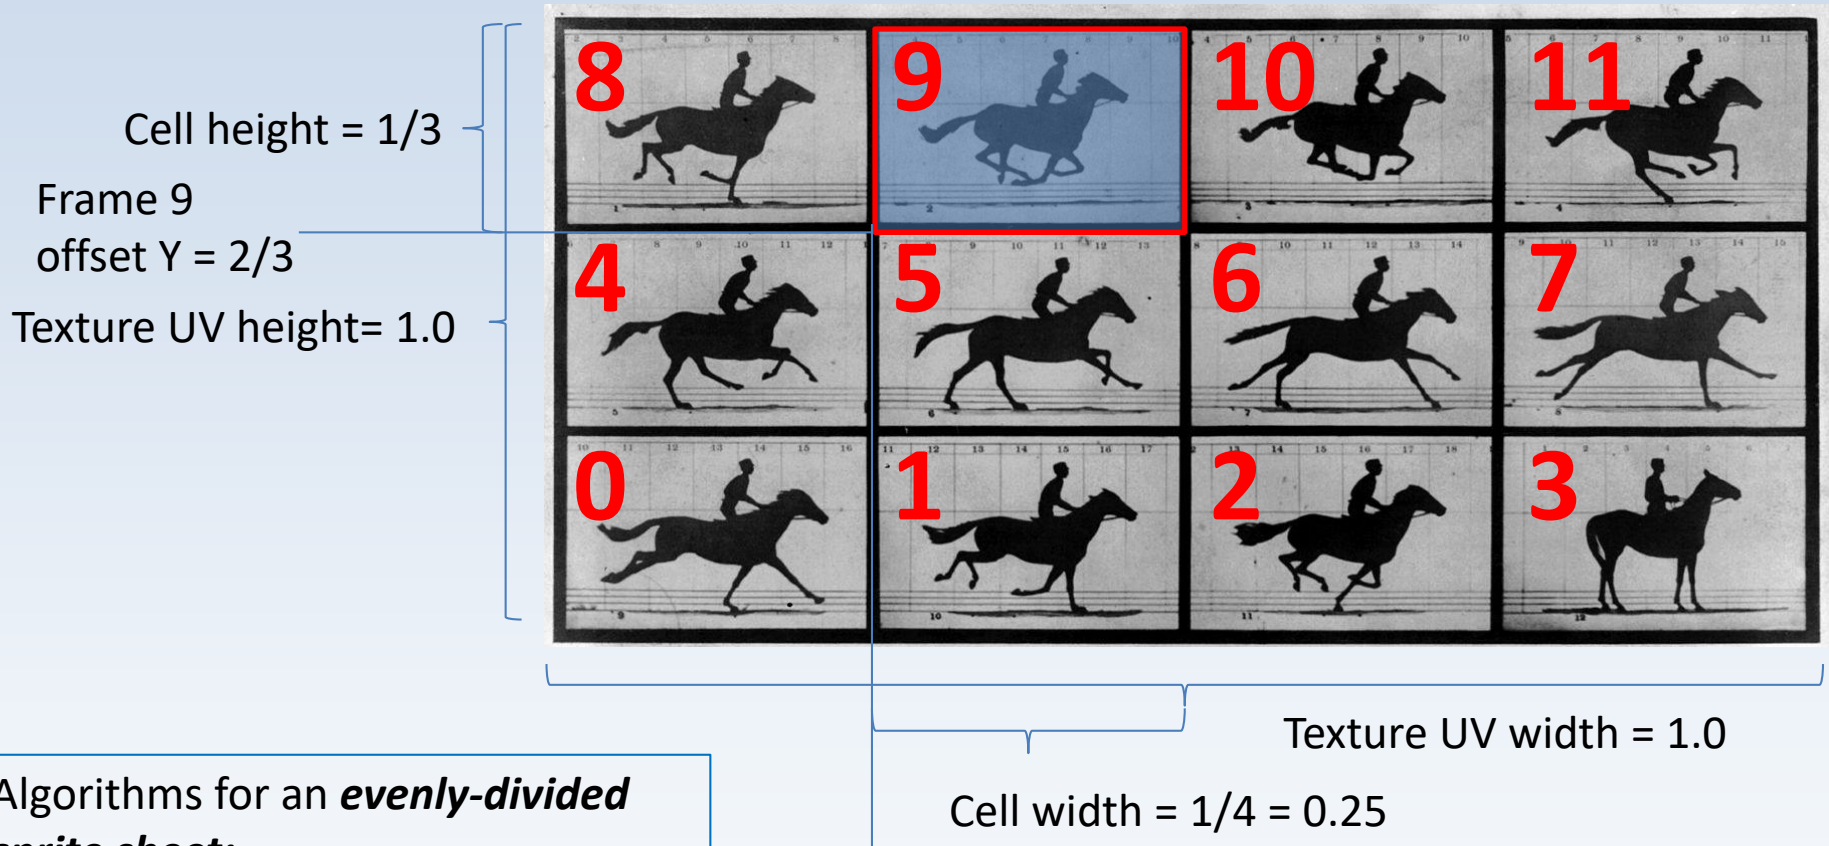 8
9
10
11
Cell height = 1/3
Frame 9
offset Y = 2/3
4
5
6
7
Texture UV height= 1.0
0
1
2
3
Texture UV width = 1.0
Algorithms for an evenly-divided
Cell width = 1/4 = 0.25
sprite sheet: